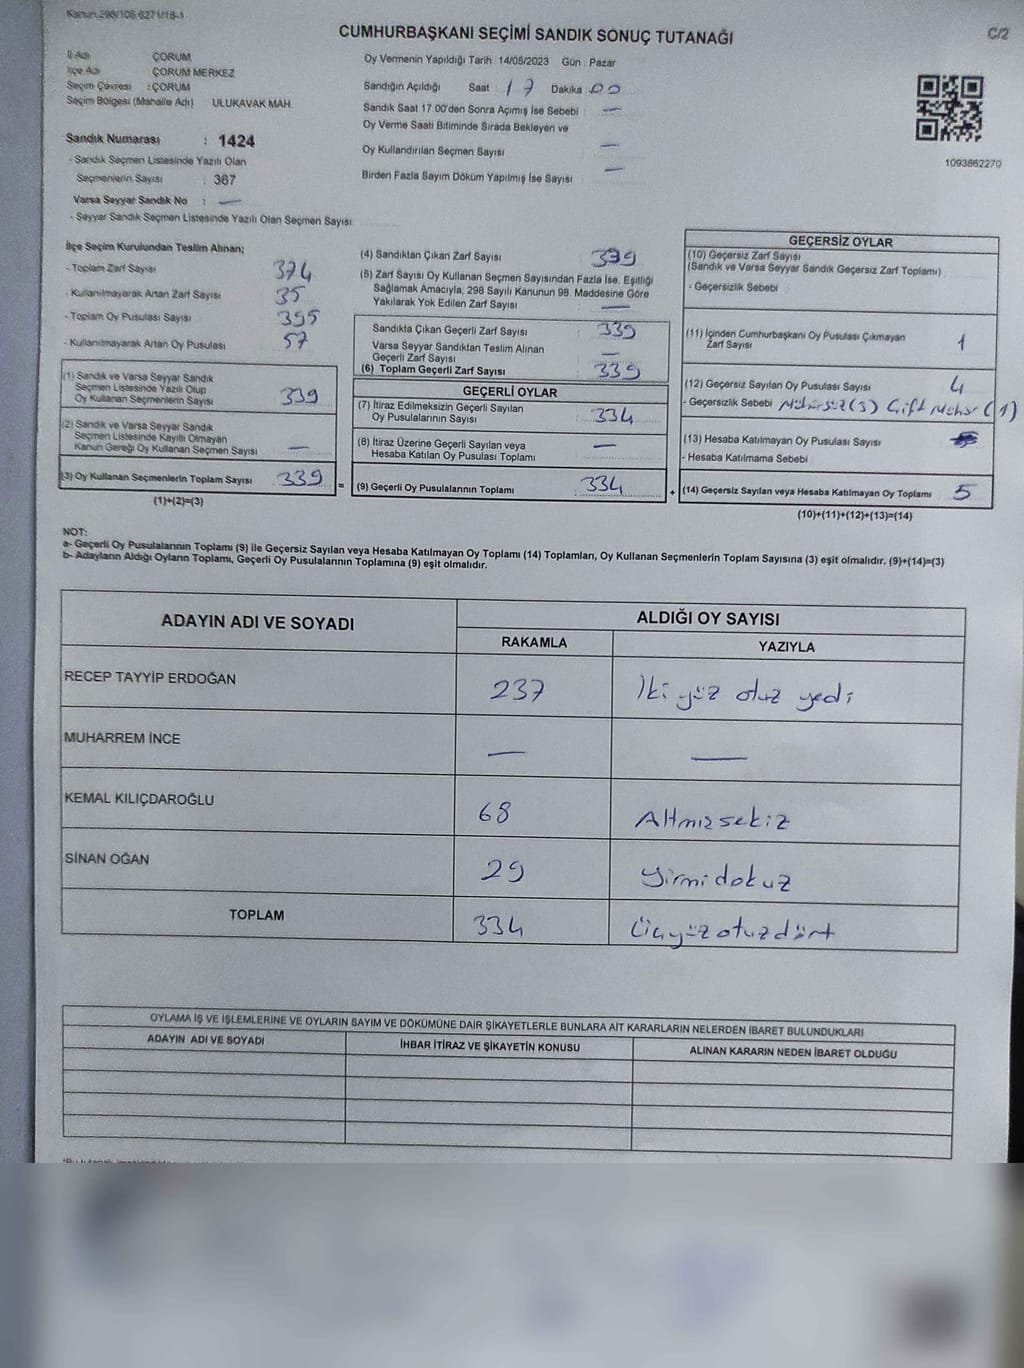 Kanun:298/105-6271/18-1
CUMHURBAŞKANI SEÇİMİ SANDIK SONUÇ TUTANAĞI
C/2
İl Adı : ÇORUM
İlçe Adı : ÇORUM MERKEZ
Seçim Çevresi : ÇORUM
Seçim Bölgesi (Mahalle Adı) ULUKAVAK MAH.
Oy Vermenin Yapıldığı Tarih 14/05/2023 Gün : Pazar
Sandığın Açıldığı Saat : 17 Dakika : 00
Sandık Saat 17.00'den Sonra Açımış İse Sebebi : —
Oy Verme Saati Bitiminde Sırada Bekleyen ve
Oy Kullandırılan Seçmen Sayısı : —
Birden Fazla Sayım Döküm Yapılmış İse Sayısı : —
1093862270
Sandık Numarası : 1424
- Sandık Seçmen Listesinde Yazılı Olan
Seçmenlerin Sayısı : 367
Varsa Seyyar Sandık No : —
- Seyyar Sandık Seçmen Listesinde Yazılı Olan Seçmen Sayısı
İlçe Seçim Kurulundan Teslim Alınan;
- Toplam Zarf Sayısı : 374
- Kullanılmayarak Artan Zarf Sayısı : 35
- Toplam Oy Pusulası Sayısı : 395
- Kullanılmayarak Artan Oy Pusulası : 57
(1) Sandık ve Varsa Seyyar Sandık
Seçmen Listesinde Yazılı Olup
Oy Kullanan Seçmenlerin Sayısı : 339
(2) Sandık ve Varsa Seyyar Sandık
Seçmen Listesinde Kayıtlı Olmayan
Kanun Gereği Oy Kullanan Seçmen Sayısı : —
(3) Oy Kullanan Seçmenlerin Toplam Sayısı : 339
(1)+(2)=(3)
=
(4) Sandıktan Çıkan Zarf Sayısı : 339
(5) Zarf Sayısı Oy Kullanan Seçmen Sayısından Fazla İse, Eşitliği
Sağlamak Amacıyla, 298 Sayılı Kanunun 98. Maddesine Göre
Yakılarak Yok Edilen Zarf Sayısı : —
Sandıkta Çıkan Geçerli Zarf Sayısı : 339
Varsa Seyyar Sandıktan Teslim Alınan
Geçerli Zarf Sayısı : —
(6) Toplam Geçerli Zarf Sayısı : 339
GEÇERLİ OYLAR
(7) İtiraz Edilmeksizin Geçerli Sayılan
Oy Pusulalarının Sayısı : 334
(8) İtiraz Üzerine Geçerli Sayılan veya
Hesaba Katılan Oy Pusulası Toplamı : —
(9) Geçerli Oy Pusulalarının Toplamı : 334
+
GEÇERSİZ OYLAR
(10) Geçersiz Zarf Sayısı
(Sandık ve Varsa Seyyar Sandık Geçersiz Zarf Toplamı)
- Geçersizlik Sebebi
(11) İçinden Cumhurbaşkanı Oy Pusulası Çıkmayan
Zarf Sayısı 1
(12) Geçersiz Sayılan Oy Pusulası Sayısı 4
- Geçersizlik Sebebi Mühürsüz(3) Çift Mühür (1)
(13) Hesaba Katılmayan Oy Pusulası Sayısı
- Hesaba Katılmama Sebebi
(14) Geçersiz Sayılan veya Hesaba Katılmayan Oy Toplamı 5
(10)+(11)+(12)+(13)=(14)
NOT:
a- Geçerli Oy Pusulalarının Toplamı (9) ile Geçersiz Sayılan veya Hesaba Katılmayan Oy Toplamı (14) Toplamları, Oy Kullanan Seçmenlerin Toplam Sayısına (3) eşit olmalıdır. (9)+(14)=(3)
b- Adayların Aldığı Oyların Toplamı, Geçerli Oy Pusulalarının Toplamına (9) eşit olmalıdır.
ADAYIN ADI VE SOYADI
ALDIĞI OY SAYISI
RAKAMLA YAZIYLA
RECEP TAYYİP ERDOĞAN 237 İki yüz otuz yedi
MUHARREM İNCE — —
KEMAL KILIÇDAROĞLU 68 Altmış sekiz
SİNAN OĞAN 29 yirmi dokuz
TOPLAM 334 Üçyüz otuz dört
OYLAMA İŞ VE İŞLEMLERİNE VE OYLARIN SAYIM VE DÖKÜMÜNE DAİR ŞİKAYETLERLE BUNLARA AİT KARARLARIN NELERDEN İBARET BULUNDUKLARI
ADAYIN ADI VE SOYADI İHBAR İTİRAZ VE ŞİKAYETİN KONUSU ALINAN KARARIN NEDEN İBARET OLDUĞU